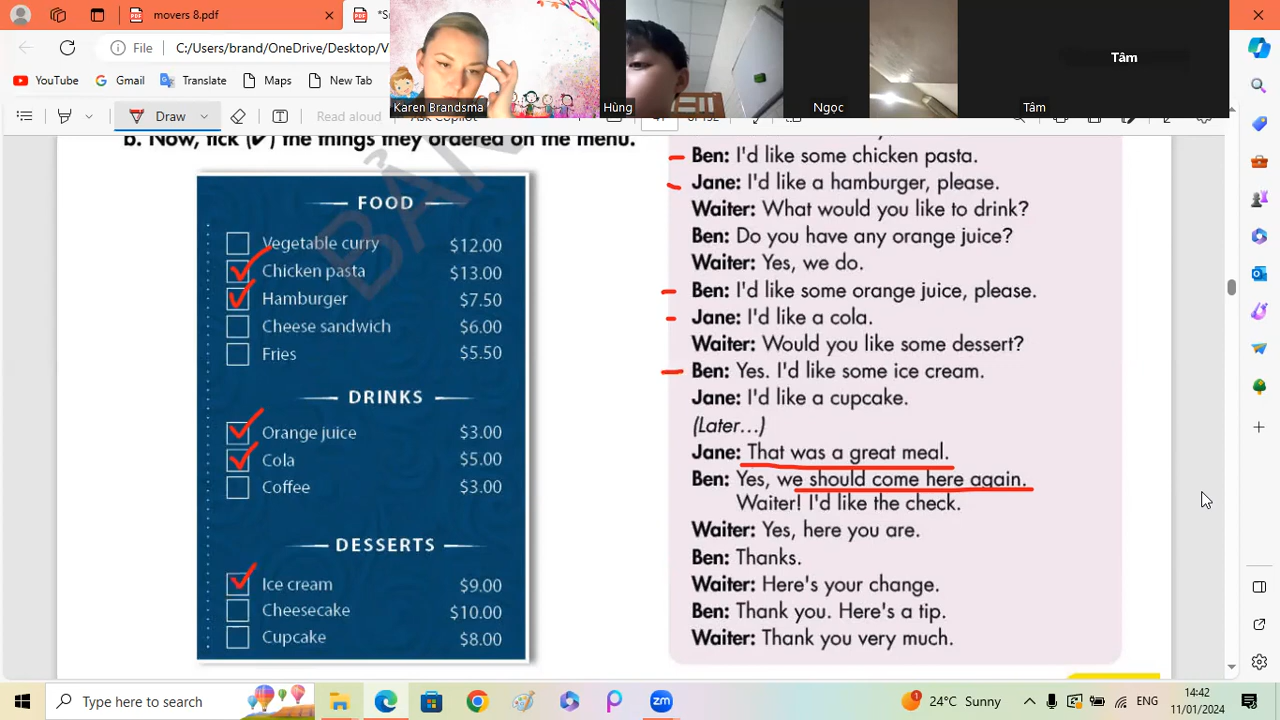 movers 8.pdf
File
C:/Users/brand/OneDrive/Desktop/V
YouTube
Gmail
Translate
Maps
New Tab
Karen Brandsma
Hùng
Ngọc
Tâm
Tâm
Draw
Read aloud
Ask Copilot
b. Now, tick (✔) the things they ordered on the menu.
FOOD
Vegetable curry $12.00
Chicken pasta $13.00
Hamburger $7.50
Cheese sandwich $6.00
Fries $5.50
DRINKS
Orange juice $3.00
Cola $5.00
Coffee $3.00
DESSERTS
Ice cream $9.00
Cheesecake $10.00
Cupcake $8.00
Ben: I'd like some chicken pasta.
Jane: I'd like a hamburger, please.
Waiter: What would you like to drink?
Ben: Do you have any orange juice?
Waiter: Yes, we do.
Ben: I'd like some orange juice, please.
Jane: I'd like a cola.
Waiter: Would you like some dessert?
Ben: Yes. I'd like some ice cream.
Jane: I'd like a cupcake.
(Later...)
Jane: That was a great meal.
Ben: Yes, we should come here again.
Waiter! I'd like the check.
Waiter: Yes, here you are.
Ben: Thanks.
Waiter: Here's your change.
Ben: Thank you. Here's a tip.
Waiter: Thank you very much.
Type here to search
24°C Sunny
ENG
14:42
11/01/2024